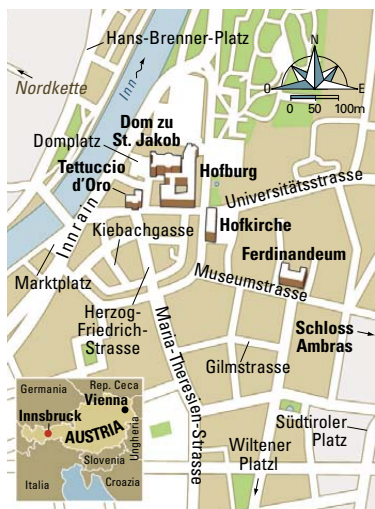 Hans-Brenner-Platz
Nordkette
Inn
N
O
E
0 50 100m
Dom zu
St. Jakob
Domplatz
Tettuccio
d'Oro
Hofburg
Universitätsstrasse
Innrain
Kiebachgasse
Hofkirche
Ferdinandeum
Marktplatz
Museumstrasse
Herzog-
Friedrich-
Strasse
Maria-Theresien-Strasse
Schloss
Ambras
Gilmstrasse
Südtiroler
Platz
Wiltener
Platzl
Germania
Rep. Ceca
Vienna
Innsbruck
AUSTRIA
Ungheria
Slovenia
Italia
Croazia